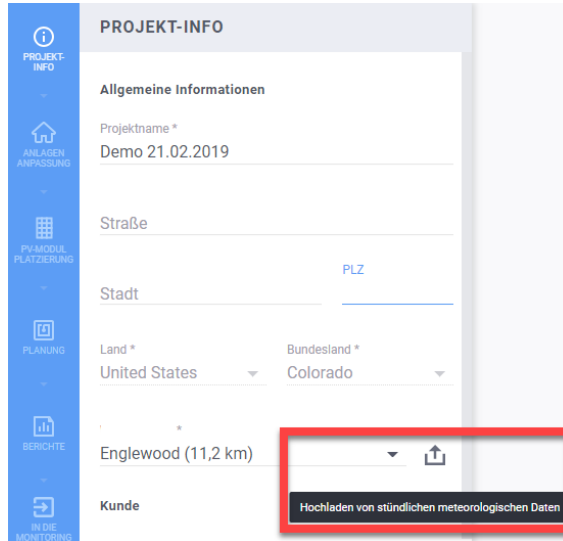 PROJEKT-INFO
PROJEKT-
INFO
ANLAGEN
ANPASSUNG
PV-MODUL
PLATZIERUNG
PLANUNG
BERICHTE
IN DIE
MONITORING
Allgemeine Informationen
Projektname *
Demo 21.02.2019
Straße
PLZ
Stadt
Land *
Bundesland *
United States
Colorado
*
Englewood (11,2 km)
Kunde
Hochladen von stündlichen meteorologischen Daten